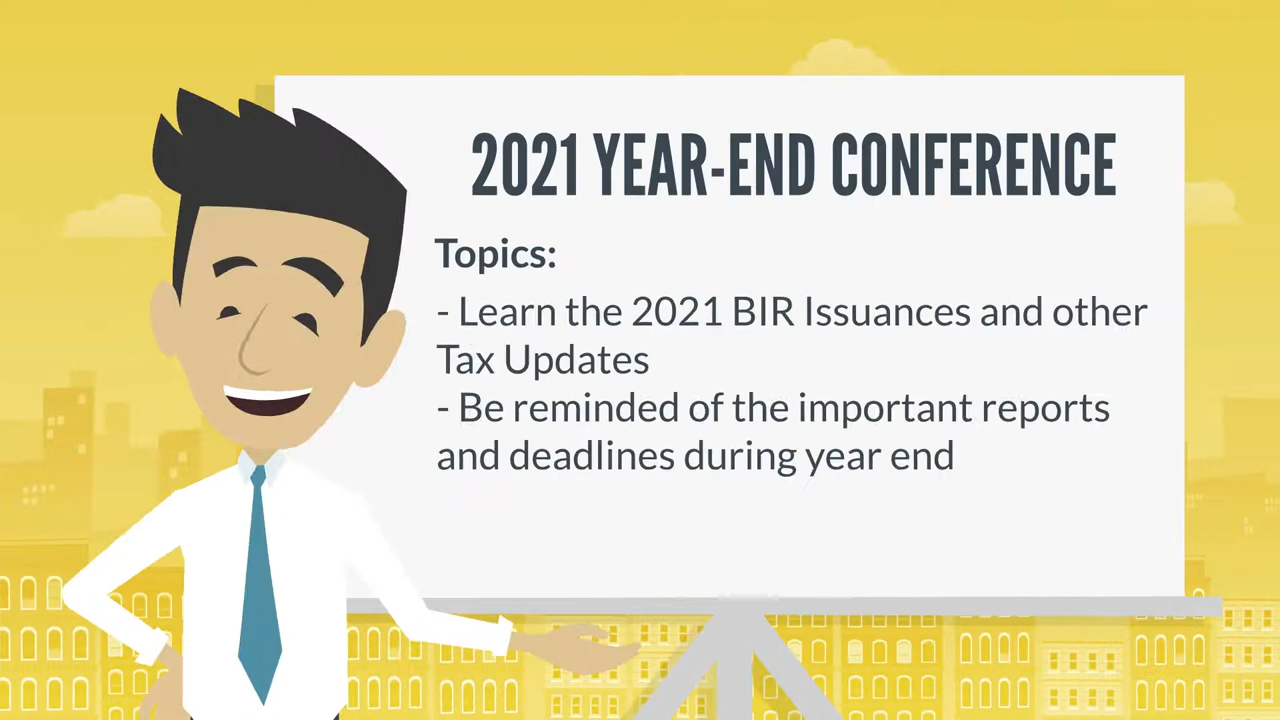 2021 YEAR-END CONFERENCE
Topics:
- Learn the 2021 BIR Issuances and other
Tax Updates
- Be reminded of the important reports
and deadlines during year end